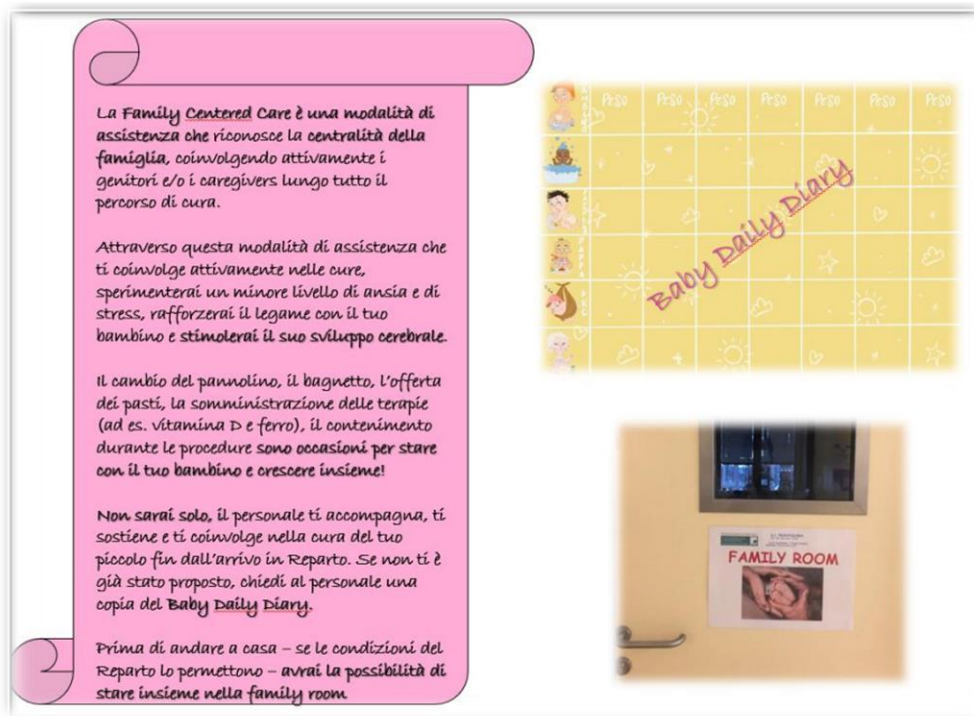 La Family Centered Care è una modalità di
assistenza che riconosce la centralità della
famiglia, coinvolgendo attivamente i
genitori e/o i caregivers lungo tutto il
percorso di cura.
Attraverso questa modalità di assistenza che
ti coinvolge attivamente nelle cure,
sperimenterai un minore livello di ansia e di
stress, rafforzerai il legame con il tuo
bambino e stimolerai il suo sviluppo cerebrale.
Il cambio del pannolino, il bagnetto, l'offerta
dei pasti, la somministrazione delle terapie
(ad es. vitamina D e ferro), il contenimento
durante le procedure sono occasioni per stare
con il tuo bambino e crescere insieme!
Non sarai solo, il personale ti accompagna, ti
sostiene e ti coinvolge nella cura del tuo
piccolo fin dall'arrivo in Reparto. Se non ti è
già stato proposto, chiedi al personale una
copia del Baby Daily Diary.
Prima di andare a casa – se le condizioni del
Reparto lo permettono – avrai la possibilità di
stare insieme nella family room
Peso Peso Peso Peso Peso Peso Peso
Baby Daily Diary
FAMILY ROOM